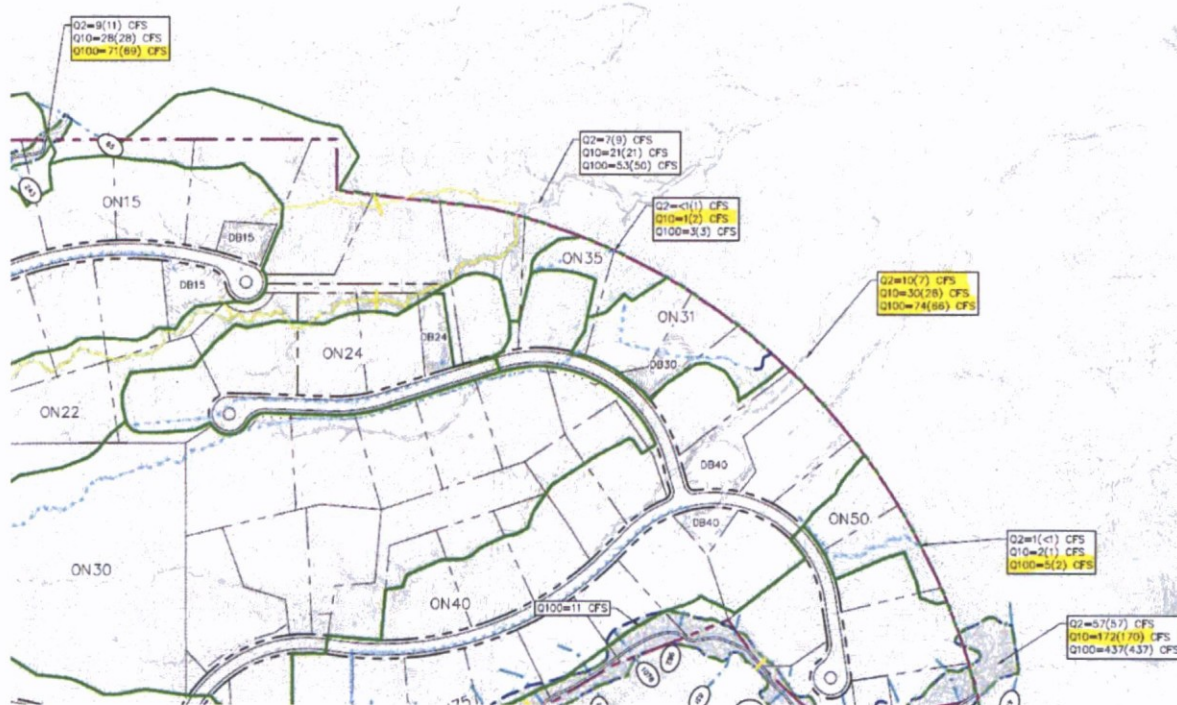 Q2=9(11) CFS
Q10=28(28) CFS
Q100=71(69) CFS
Q2=7(9) CFS
Q10=21(21) CFS
Q100=53(50) CFS
Q2=<1(1) CFS
Q10=1(2) CFS
Q100=3(3) CFS
ON15
DB15
DB15
ON35
Q2=10(7) CFS
Q10=30(28) CFS
Q100=74(66) CFS
ON31
ON24
DB24
DB30
ON22
DB40
DB40
ON50
Q2=1(<1) CFS
Q10=2(1) CFS
Q100=5(2) CFS
ON30
ON40
Q100=11 CFS
Q2=57(57) CFS
Q10=172(170) CFS
Q100=437(437) CFS